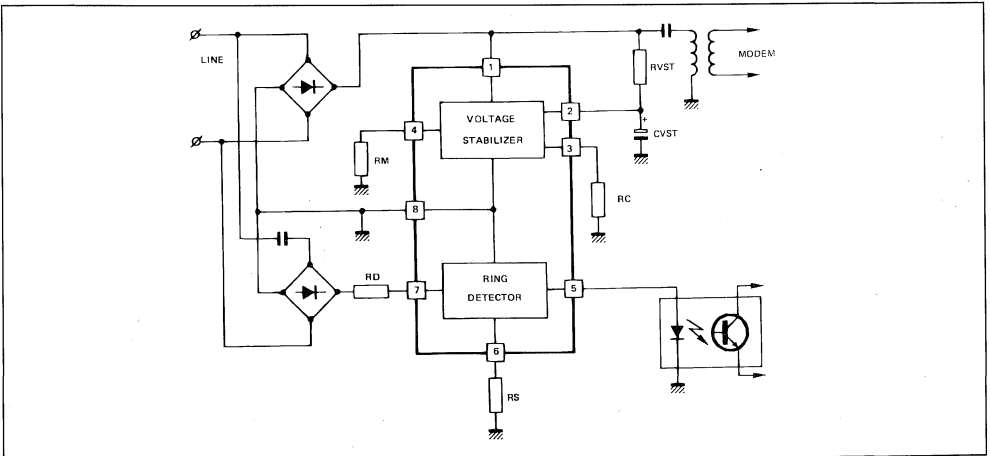 LINE
MODEM
1
RVST
2
+
VOLTAGE
STABILIZER
4
CVST
3
RM
RC
8
RD
RING
DETECTOR
7
5
6
RS